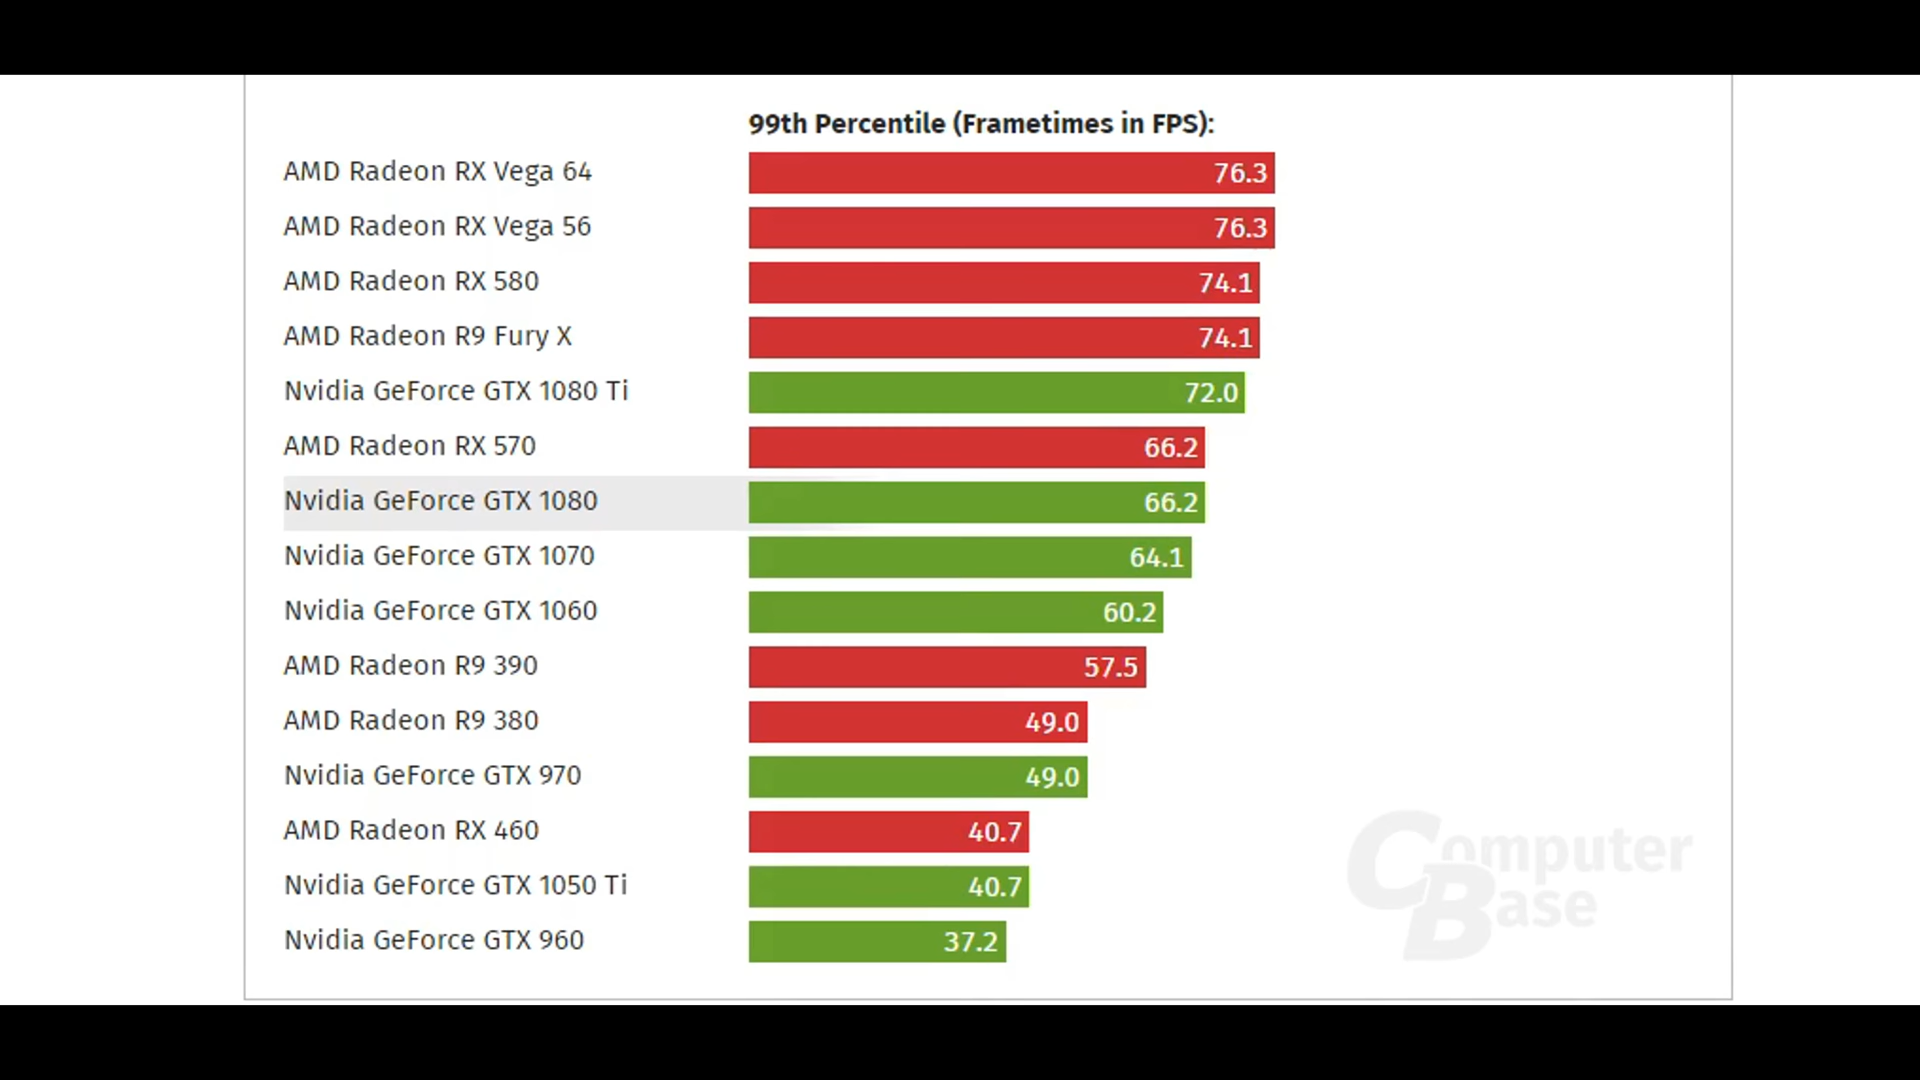 99th Percentile (Frametimes in FPS):
AMD Radeon RX Vega 64 76.3
AMD Radeon RX Vega 56 76.3
AMD Radeon RX 580 74.1
AMD Radeon R9 Fury X 74.1
Nvidia GeForce GTX 1080 Ti 72.0
AMD Radeon RX 570 66.2
Nvidia GeForce GTX 1080 66.2
Nvidia GeForce GTX 1070 64.1
Nvidia GeForce GTX 1060 60.2
AMD Radeon R9 390 57.5
AMD Radeon R9 380 49.0
Nvidia GeForce GTX 970 49.0
AMD Radeon RX 460 40.7
Nvidia GeForce GTX 1050 Ti 40.7
Nvidia GeForce GTX 960 37.2
Computer
Base